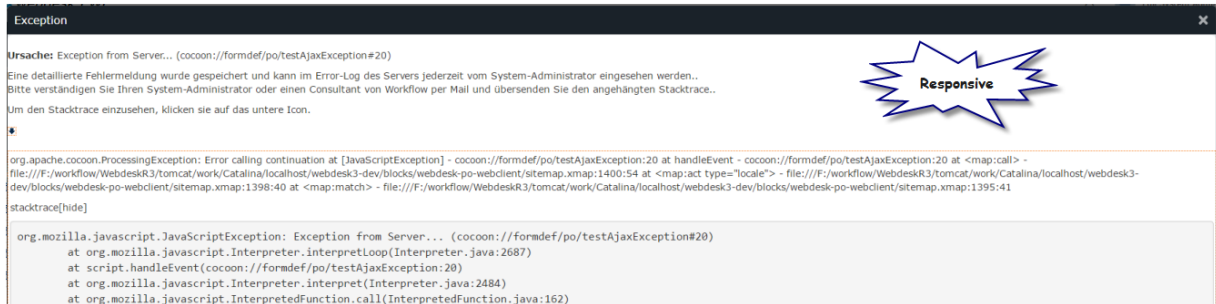 Exception
Ursache: Exception from Server... (cocoon://formdef/po/testAjaxException#20)
Eine detaillierte Fehlermeldung wurde gespeichert und kann im Error-Log des Servers jederzeit vom System-Administrator eingesehen werden..
Bitte verständigen Sie Ihren System-Administrator oder einen Consultant von Workflow per Mail und übersenden Sie den angehängten Stacktrace..
Um den Stacktrace einzusehen, klicken sie auf das untere Icon.
Responsive
org.apache.cocoon.ProcessingException: Error calling continuation at [JavaScriptException] - cocoon://formdef/po/testAjaxException:20 at handleEvent - cocoon://formdef/po/testAjaxException:20 at <map:call> -
file:///F:/workflow/WebdeskR3/tomcat/work/Catalina/localhost/webdesk3-dev/blocks/webdesk-po-webclient/sitemap.xmap:1400:54 at <map:act type="locale"> - file:///F:/workflow/WebdeskR3/tomcat/work/Catalina/localhost/webdesk3-
dev/blocks/webdesk-po-webclient/sitemap.xmap:1398:40 at <map:match> - file:///F:/workflow/WebdeskR3/tomcat/work/Catalina/localhost/webdesk3-dev/blocks/webdesk-po-webclient/sitemap.xmap:1395:41
stacktrace[hide]
org.mozilla.javascript.JavaScriptException: Exception from Server... (cocoon://formdef/po/testAjaxException#20)
at org.mozilla.javascript.Interpreter.interpretLoop(Interpreter.java:2687)
at script.handleEvent(cocoon://formdef/po/testAjaxException:20)
at org.mozilla.javascript.Interpreter.interpret(Interpreter.java:2484)
at org.mozilla.javascript.InterpretedFunction.call(InterpretedFunction.java:162)